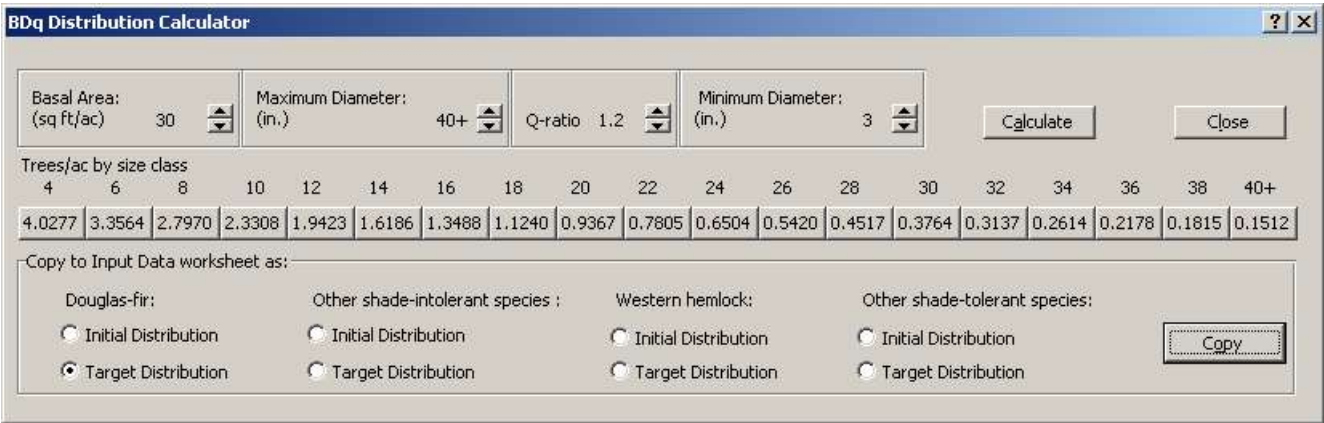 BDq Distribution Calculator
Basal Area: Maximum Diameter: Minimum Diameter:
(sq ft/ac) 30 (in.) 40+ Q-ratio 1.2 (in.) 3 Calculate Close
Trees/ac by size class
4 6 8 10 12 14 16 18 20 22 24 26 28 30 32 34 36 38 40+
4.0277 3.3564 2.7970 2.3308 1.9423 1.6186 1.3488 1.1240 0.9367 0.7805 0.6504 0.5420 0.4517 0.3764 0.3137 0.2614 0.2178 0.1815 0.1512
Copy to Input Data worksheet as:
Douglas-fir: Other shade-intolerant species : Western hemlock: Other shade-tolerant species:
Initial Distribution Initial Distribution Initial Distribution Initial Distribution
Copy
Target Distribution Target Distribution Target Distribution Target Distribution